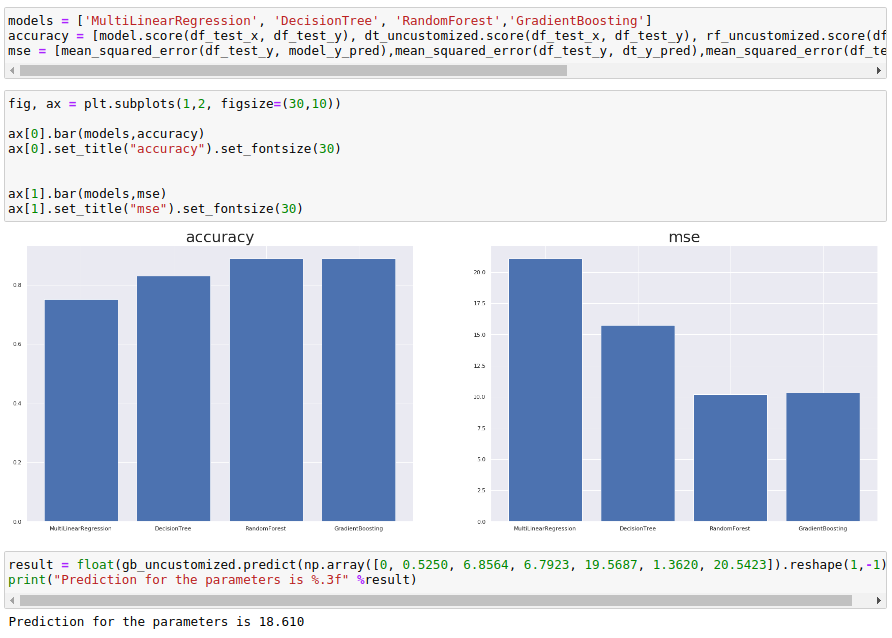 models = ['MultiLinearRegression', 'DecisionTree', 'RandomForest','GradientBoosting']
accuracy = [model.score(df_test_x, df_test_y), dt_uncustomized.score(df_test_x, df_test_y), rf_uncustomized.score(df
mse = [mean_squared_error(df_test_y, model_y_pred),mean_squared_error(df_test_y, dt_y_pred),mean_squared_error(df_te
fig, ax = plt.subplots(1,2, figsize=(30,10))
ax[0].bar(models,accuracy)
ax[0].set_title("accuracy").set_fontsize(30)
ax[1].bar(models,mse)
ax[1].set_title("mse").set_fontsize(30)
accuracy
0.8
0.6
0.4
0.2
0.0
MultiLinearRegression DecisionTree RandomForest GradientBoosting
mse
20.0
17.5
15.0
12.5
10.0
7.5
5.0
2.5
0.0
MultiLinearRegression DecisionTree RandomForest GradientBoosting
result = float(gb_uncustomized.predict(np.array([0, 0.5250, 6.8564, 6.7923, 19.5687, 1.3620, 20.5423]).reshape(1,-1)
print("Prediction for the parameters is %.3f" %result)
Prediction for the parameters is 18.610